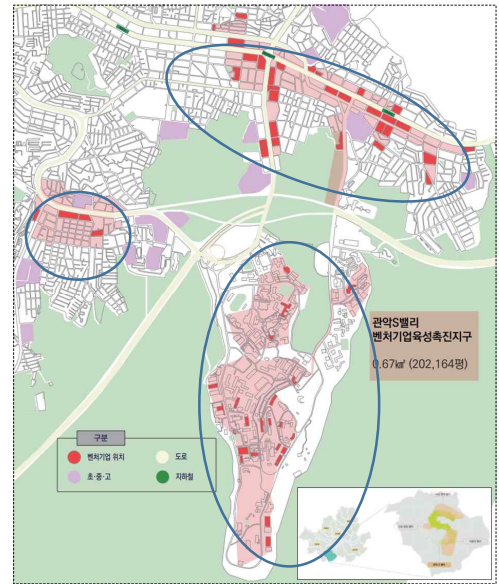 관악S밸리
벤처기업육성촉진지구
0.67㎢ (202,164평)
구분
벤처기업 위치
도로
초·중·고
지하철